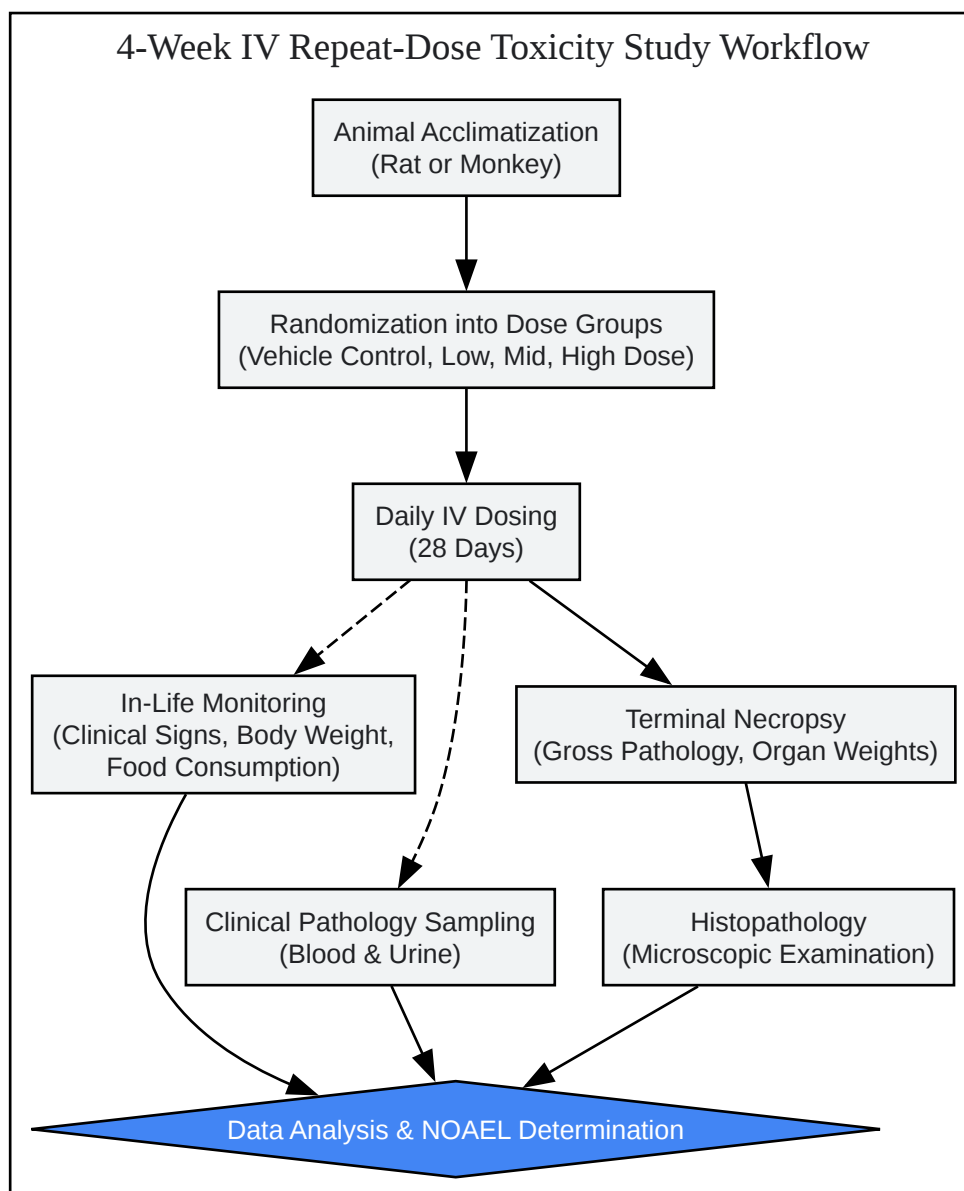 4-Week IV Repeat-Dose Toxicity Study Workflow
Animal Acclimatization
(Rat or Monkey)
Randomization into Dose Groups
(Vehicle Control, Low, Mid, High Dose)
Daily IV Dosing
(28 Days)
In-Life Monitoring
(Clinical Signs, Body Weight,
Food Consumption)
Terminal Necropsy
(Gross Pathology, Organ Weights)
Clinical Pathology Sampling
(Blood & Urine)
Histopathology
(Microscopic Examination)
Data Analysis & NOAEL Determination